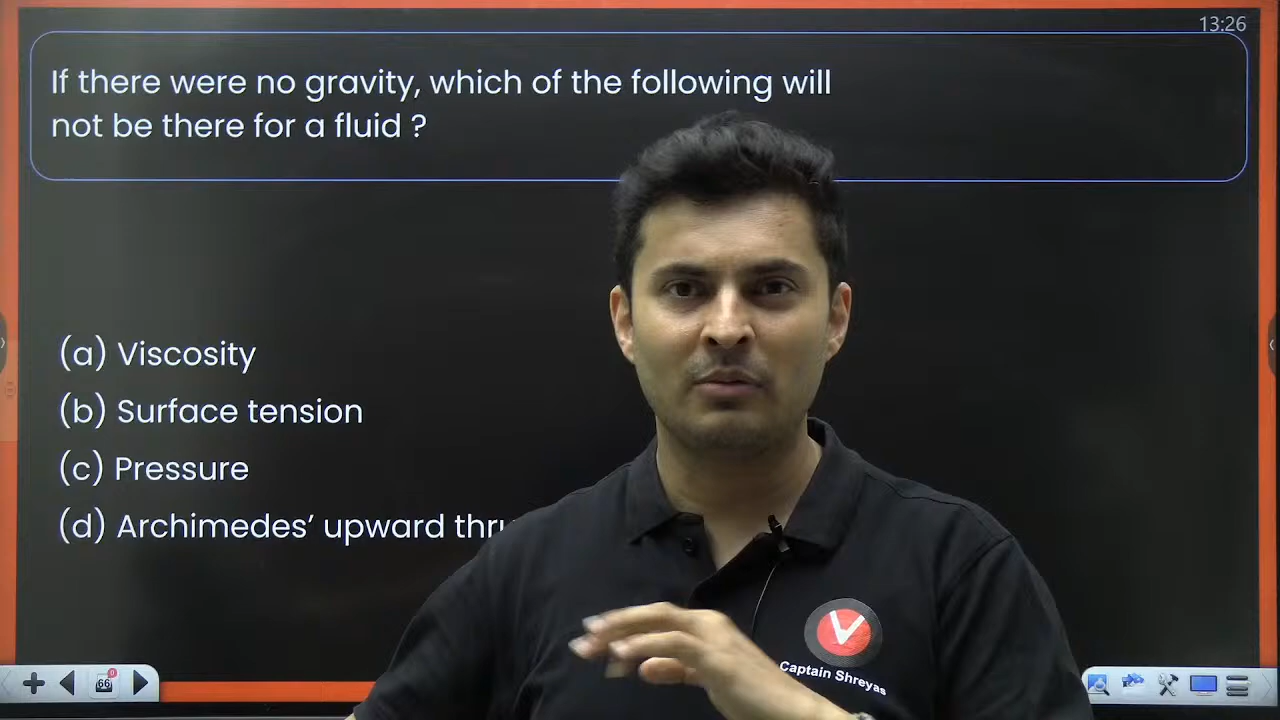 13:26
If there were no gravity, which of the following will
not be there for a fluid ?
(a) Viscosity
(b) Surface tension
(c) Pressure
(d) Archimedes’ upward
V
Captain Shreyas
66